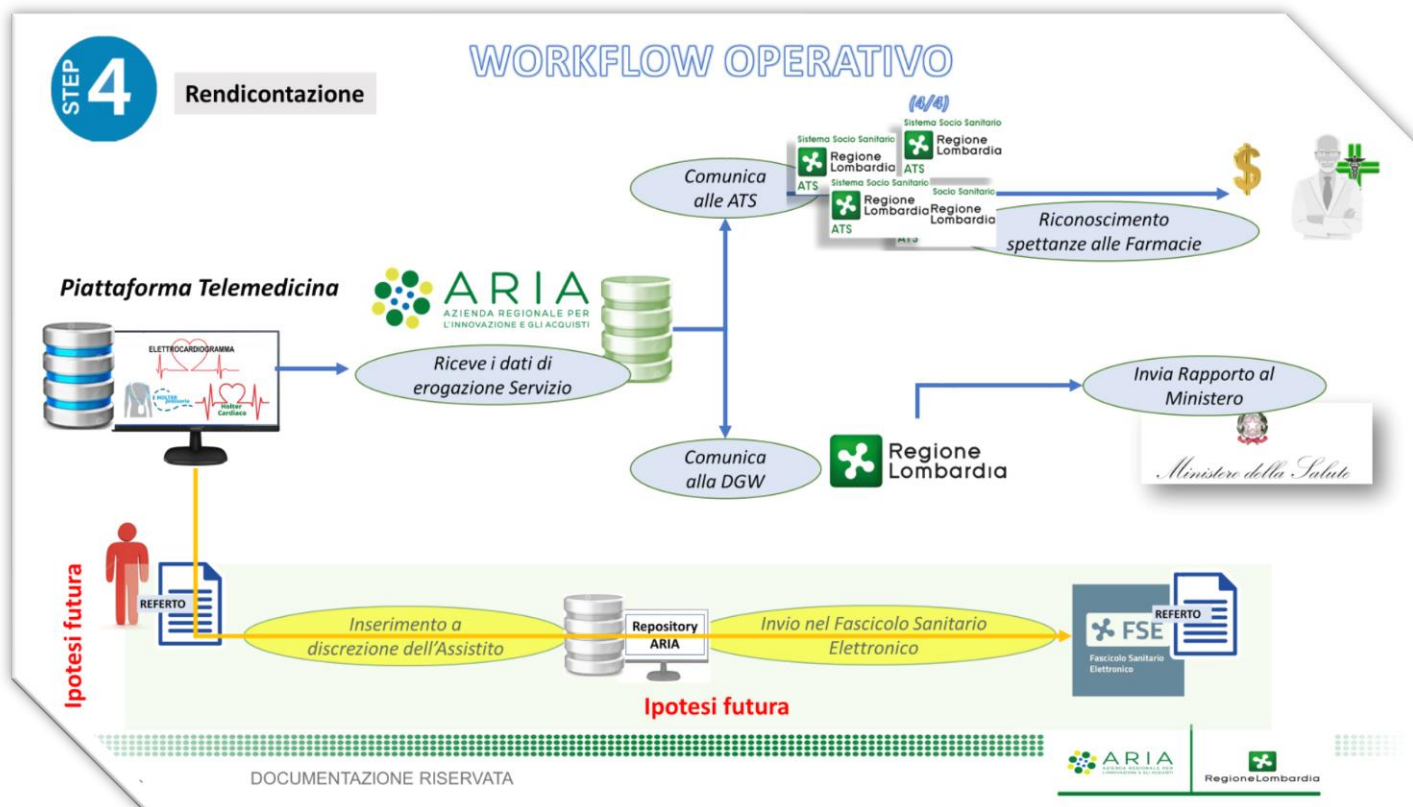 STEP 4
Rendicontazione
WORKFLOW OPERATIVO
(4/4)
Sistema Socio Sanitario
Regione
Lombardia
ATS
Sistema Socio Sanitario
Regione
Lombardia
ATS
Sistema Socio Sanitario
Regione
Lombardia
ATS
Socio Sanitario
Regione
Lombardia
ATS
Comunica
alle ATS
$
Riconoscimento
spettanze alle Farmacie
Piattaforma Telemedicina
ELETTROCARDIOGRAMMA
Holter
Cardiaco
ARIA
AZIENDA REGIONALE PER
L'INNOVAZIONE E GLI ACQUISTI
Riceve i dati di
erogazione Servizio
Comunica
alla DGW
Regione
Lombardia
Invia Rapporto al
Ministero
Ministero della Salute
Ipotesi futura
REFERTO
Inserimento a
discrezione dell'Assistito
Repository
ARIA
Invio nel Fascicolo Sanitario
Elettronico
FSE
Fascicolo Sanitario
Elettronico
REFERTO
Ipotesi futura
DOCUMENTAZIONE RISERVATA
ARIA
AZIENDA REGIONALE PER
L'INNOVAZIONE E GLI ACQUISTI
RegioneLombardia